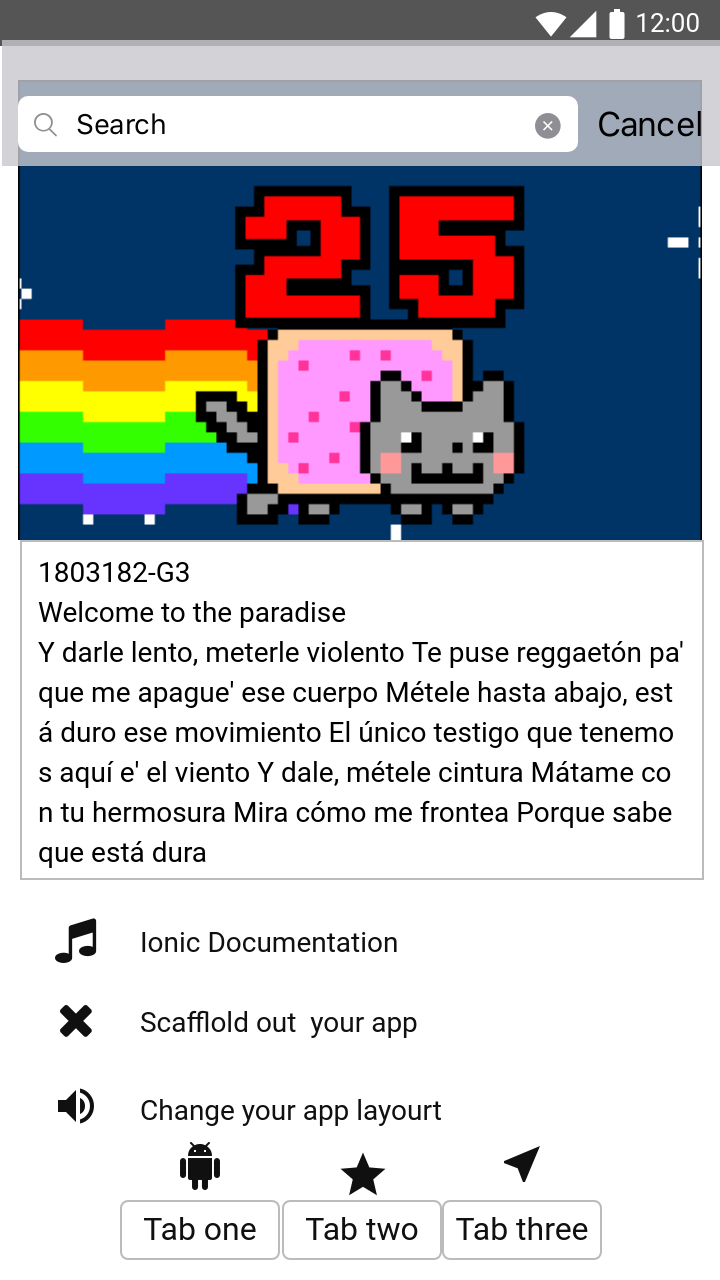 12:00
Search
Cancel
25
1803182-G3
Welcome to the paradise
Y darle lento, meterle violento Te puse reggaetón pa'
que me apague' ese cuerpo Métele hasta abajo, est
á duro ese movimiento El único testigo que tenemo
s aquí e' el viento Y dale, métele cintura Mátame co
n tu hermosura Mira cómo me frontea Porque sabe
que está dura
Ionic Documentation
Scafflold out  your app
Change your app layourt
Tab one
Tab two
Tab three